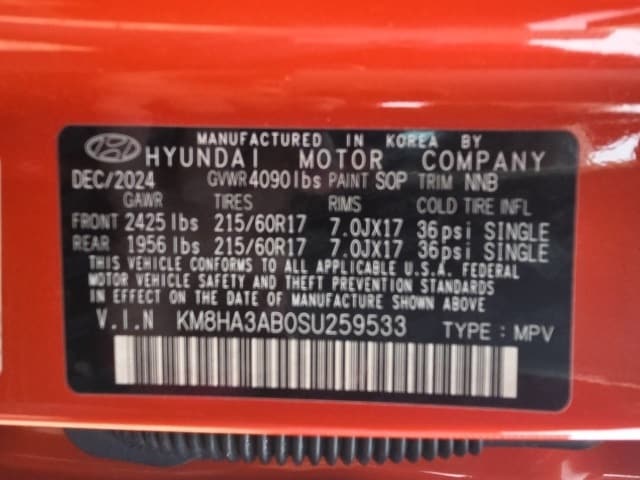 MANUFACTURED IN KOREA BY
HYUNDAI MOTOR COMPANY
DEC/2024 GVWR 4090lbs PAINT SOP TRIM NNB
GAWR TIRES RIMS COLD TIRE INFL
FRONT 2425 lbs 215/60R17 7.0JX17 36psi SINGLE
REAR 1956 lbs 215/60R17 7.0JX17 36psi SINGLE
THIS VEHICLE CONFORMS TO ALL APPLICABLE U.S.A. FEDERAL
MOTOR VEHICLE SAFETY AND THEFT PREVENTION STANDARDS
IN EFFECT ON THE DATE OF MANUFACTURE SHOWN ABOVE
V.I.N KM8HA3AB0SU259533 TYPE : MPV